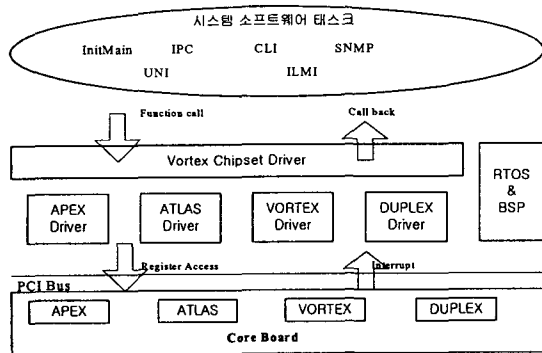 시스템 소프트웨어 태스크
InitMain IPC CLI SNMP
UNI ILMI
Function call Call back
Vortex Chipset Driver
RTOS
&
BSP
APEX
Driver
ATLAS
Driver
VORTEX
Driver
DUPLEX
Driver
Register Access Interrupt
PCI Bus
APEX ATLAS VORTEX DUPLEX
Core Board